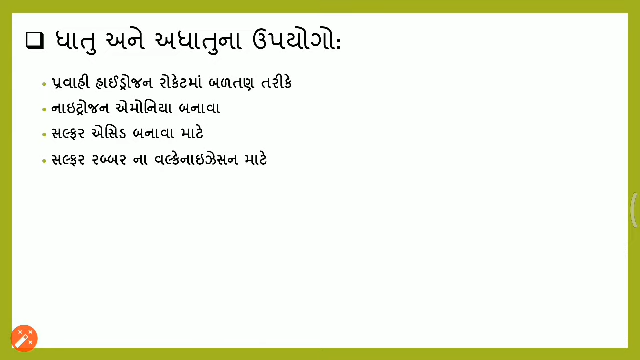 ધાતુ અને અધાતુના ઉપયોગો:
પ્રવાહી હાઈડ્રોજન રોકેટમાં બળતણ તરીકે
નાઇટ્રોજન એમોનિયા બનાવા
સલ્ફર એસિડ બનાવા માટે
સલ્ફર રબ્બર ના વલ્કેનાઇઝેસન માટે